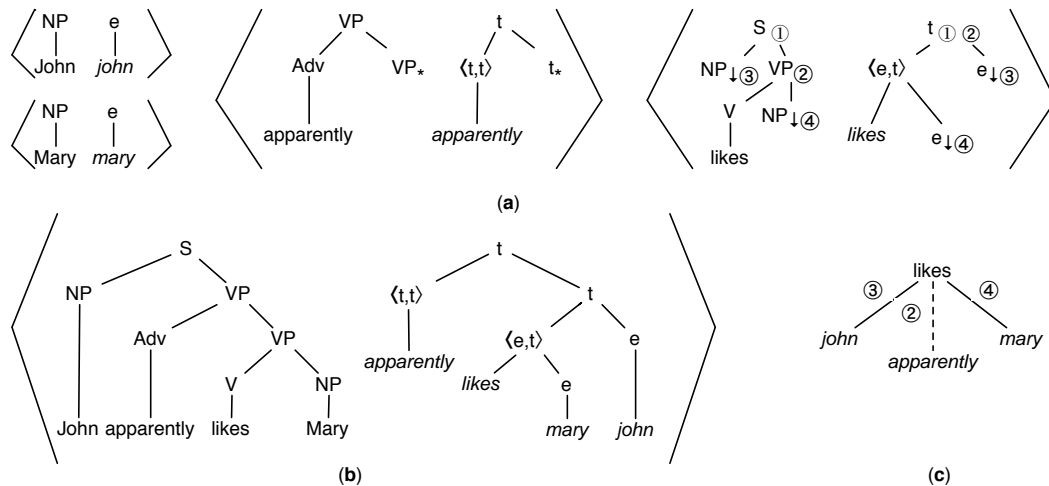 NP e VP t S ① t ① ②
John john Adv VP* ⟨t,t⟩ t* NP↓③ VP② ⟨e,t⟩ e↓③
NP e V NP↓④
Mary mary apparently apparently likes likes e↓④
(a)
S t likes
NP VP ⟨t,t⟩ t ③ ② ④
Adv VP apparently ⟨e,t⟩ e john mary
V NP likes e apparently
John apparently likes Mary mary john
(b) (c)